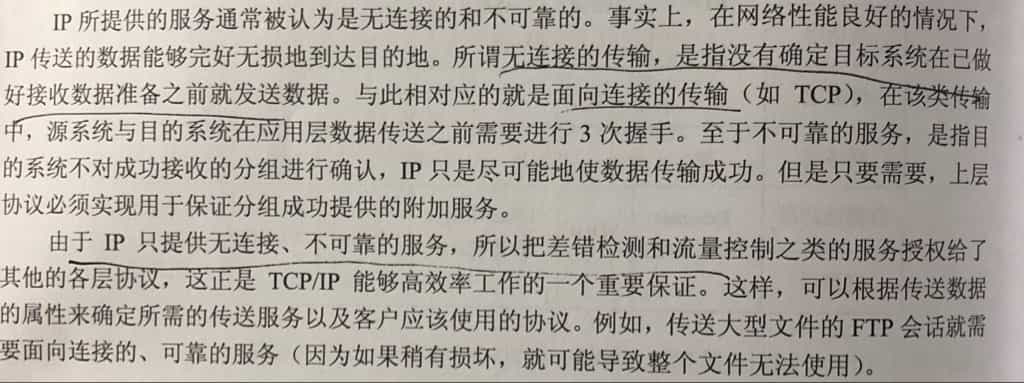 IP 所提供的服务通常被认为是无连接的和不可靠的。事实上，在网络性能良好的情况下，
IP 传送的数据能够完好无损地到达目的地。所谓无连接的传输，是指没有确定目标系统在已做
好接收数据准备之前就发送数据。与此相对应的就是面向连接的传输（如 TCP），在该类传输
中，源系统与目的系统在应用层数据传送之前需要进行 3 次握手。至于不可靠的服务，是指目
的系统不对成功接收的分组进行确认，IP 只是尽可能地使数据传输成功。但是只要需要，上层
协议必须实现用于保证分组成功提供的附加服务。
由于 IP 只提供无连接、不可靠的服务，所以把差错检测和流量控制之类的服务授权给了
其他的各层协议，这正是 TCP/IP 能够高效率工作的一个重要保证。这样，可以根据传送数据
的属性来确定所需的传送服务以及客户应该使用的协议。例如，传送大型文件的 FTP 会话就需
要面向连接的、可靠的服务（因为如果稍有损坏，就可能导致整个文件无法使用）。